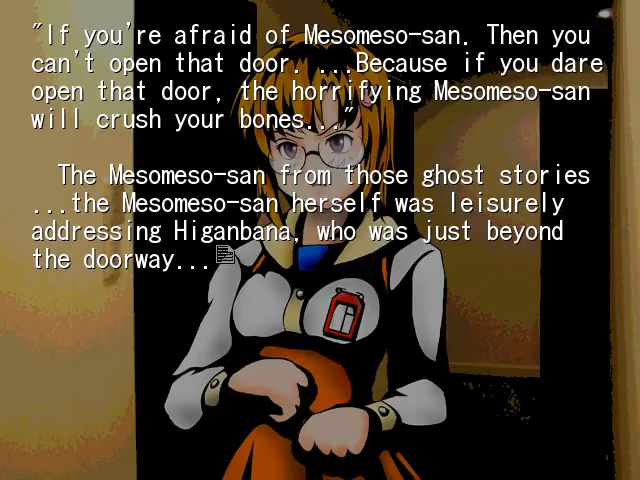 "If you're afraid of Mesomeso-san. Then you
can't open that door. ...Because if you dare
open that door, the horrifying Mesomeso-san
will crush your bones..."
The Mesomeso-san from those ghost stories
...the Mesomeso-san herself was leisurely
addressing Higanbana, who was just beyond
the doorway...